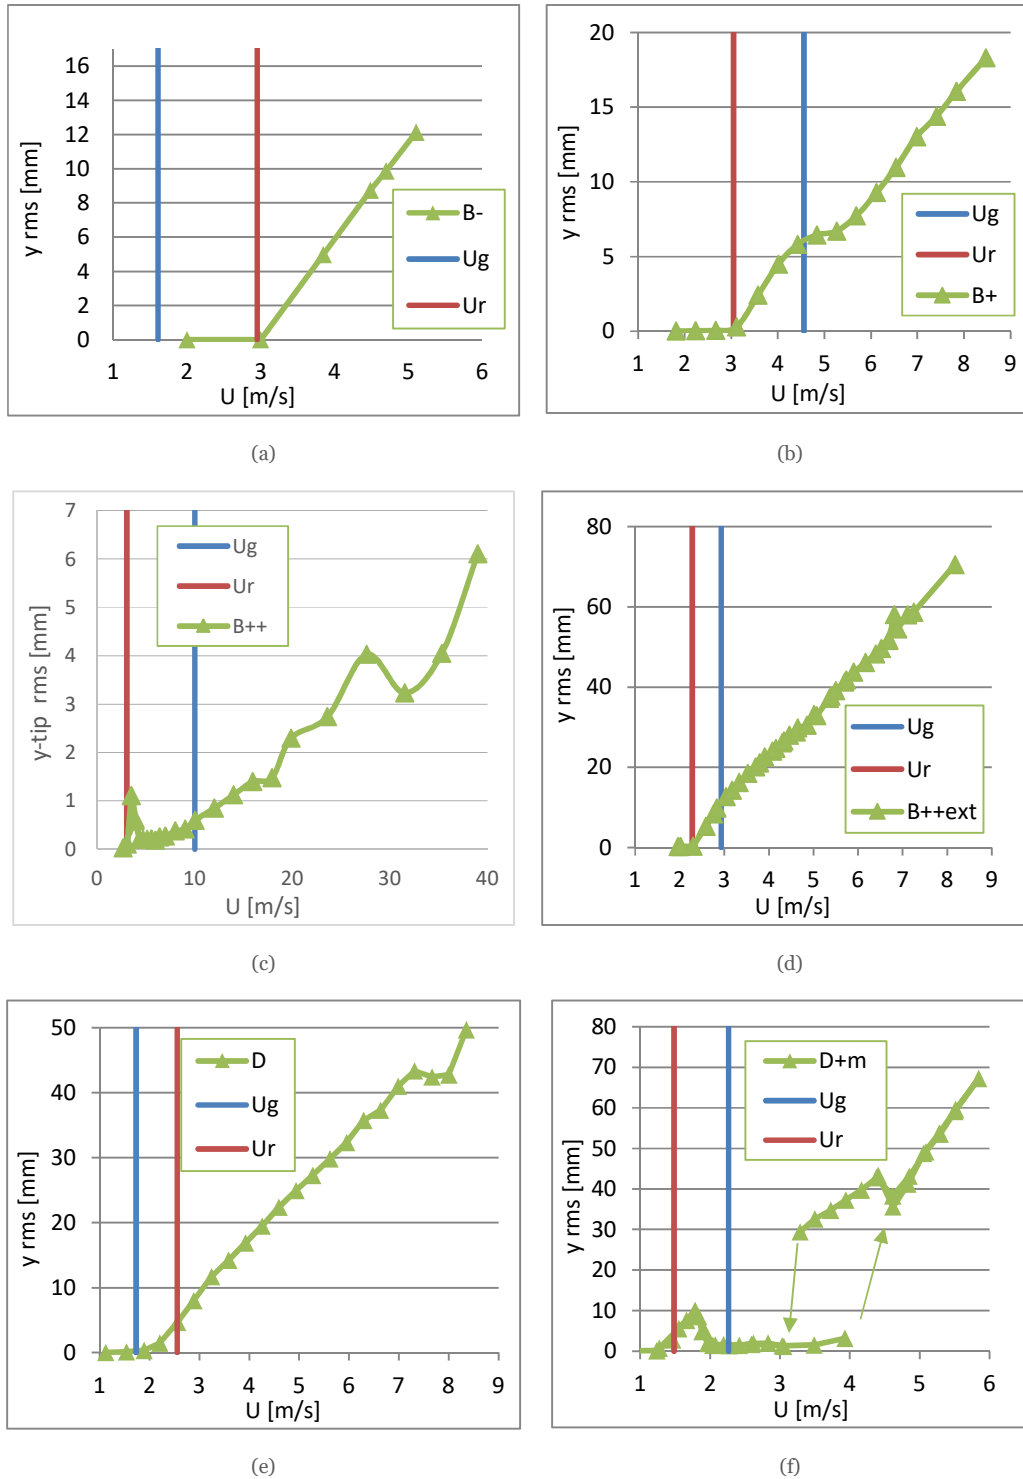 y rms [mm]
16
14
12
10
8
6
4
2
0
B-
Ug
Ur
1 2 3 4 5 6
U [m/s]
(a)
y rms [mm]
20
15
10
5
0
Ug
Ur
B+
1 2 3 4 5 6 7 8 9
U [m/s]
(b)
y-tip rms [mm]
7
6
5
4
3
2
1
0
Ug
Ur
B++
0 10 20 30 40
U [m/s]
(c)
y rms [mm]
80
60
40
20
0
Ug
Ur
B++ext
1 2 3 4 5 6 7 8 9
U [m/s]
(d)
y rms [mm]
50
40
30
20
10
0
D
Ug
Ur
1 2 3 4 5 6 7 8 9
U [m/s]
(e)
y rms [mm]
80
70
60
50
40
30
20
10
0
D+m
Ug
Ur
1 2 3 4 5 6
U [m/s]
(f)